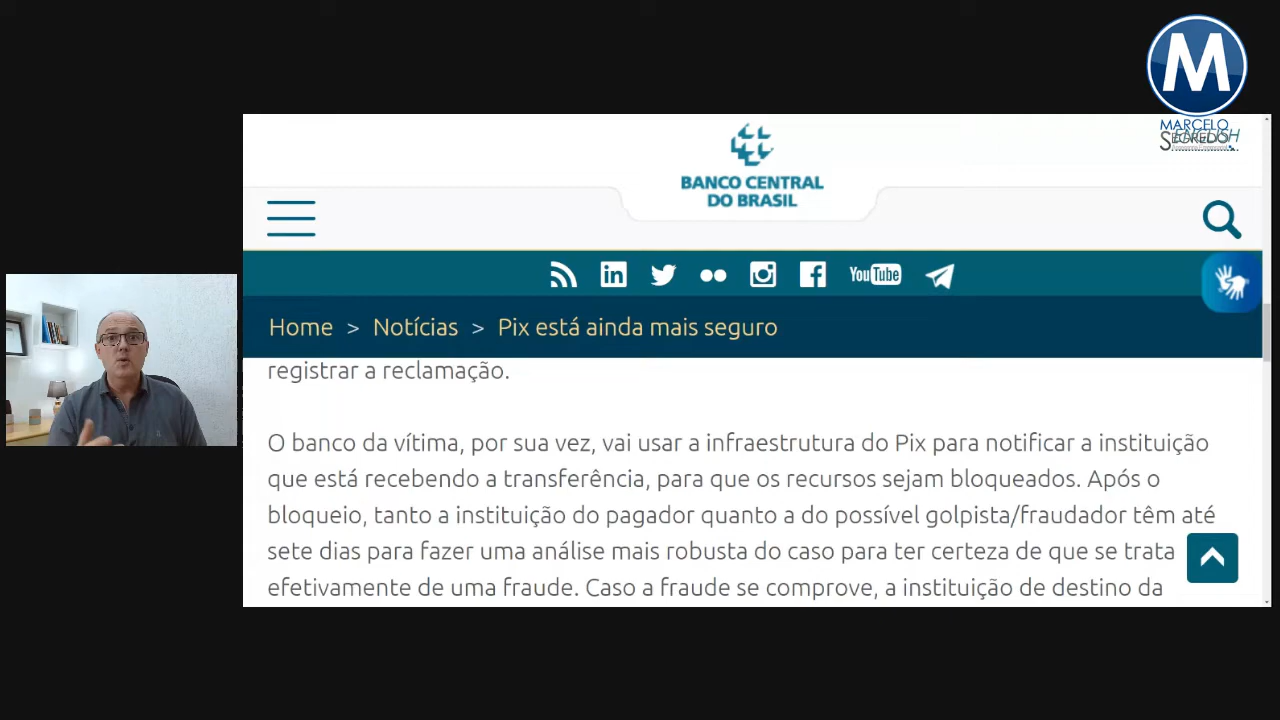 M
MARCELO
SEGREDO
ENGLISH
BANCO CENTRAL
DO BRASIL
in
YouTube
Home > Notícias > Pix está ainda mais seguro
registrar a reclamação.
O banco da vítima, por sua vez, vai usar a infraestrutura do Pix para notificar a instituição
que está recebendo a transferência, para que os recursos sejam bloqueados. Após o
bloqueio, tanto a instituição do pagador quanto a do possível golpista/fraudador têm até
sete dias para fazer uma análise mais robusta do caso para ter certeza de que se trata
efetivamente de uma fraude. Caso a fraude se comprove, a instituição de destino da